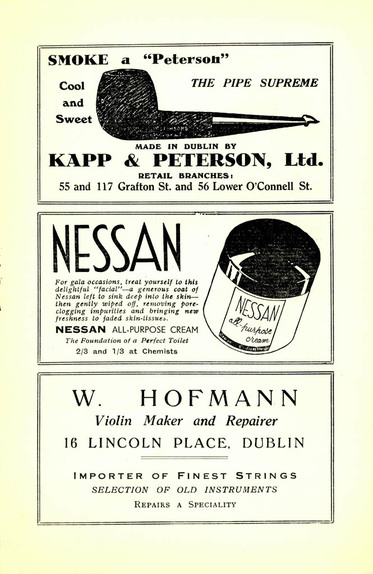 SMOKE a "Peterson"
Cool
and
Sweet
THE PIPE SUPREME
MADE IN DUBLIN BY
KAPP & PETERSON, Ltd.
RETAIL BRANCHES:
55 and 117 Grafton St. and 56 Lower O'Connell St.
NESSAN
For gala occasions, treat yourself to this
delightful "facial"—a generous coat of
Nessan left to sink deep into the skin—
then gently wiped off, removing pore-
clogging impurities and bringing new
freshness to faded skin-tissues.
NESSAN ALL-PURPOSE CREAM
The Foundation of a Perfect Toilet
2/3 and 1/3 at Chemists
NESSAN
all-purpose
cream
W. HOFMANN
Violin Maker and Repairer
16 LINCOLN PLACE, DUBLIN
IMPORTER OF FINEST STRINGS
SELECTION OF OLD INSTRUMENTS
REPAIRS A SPECIALITY